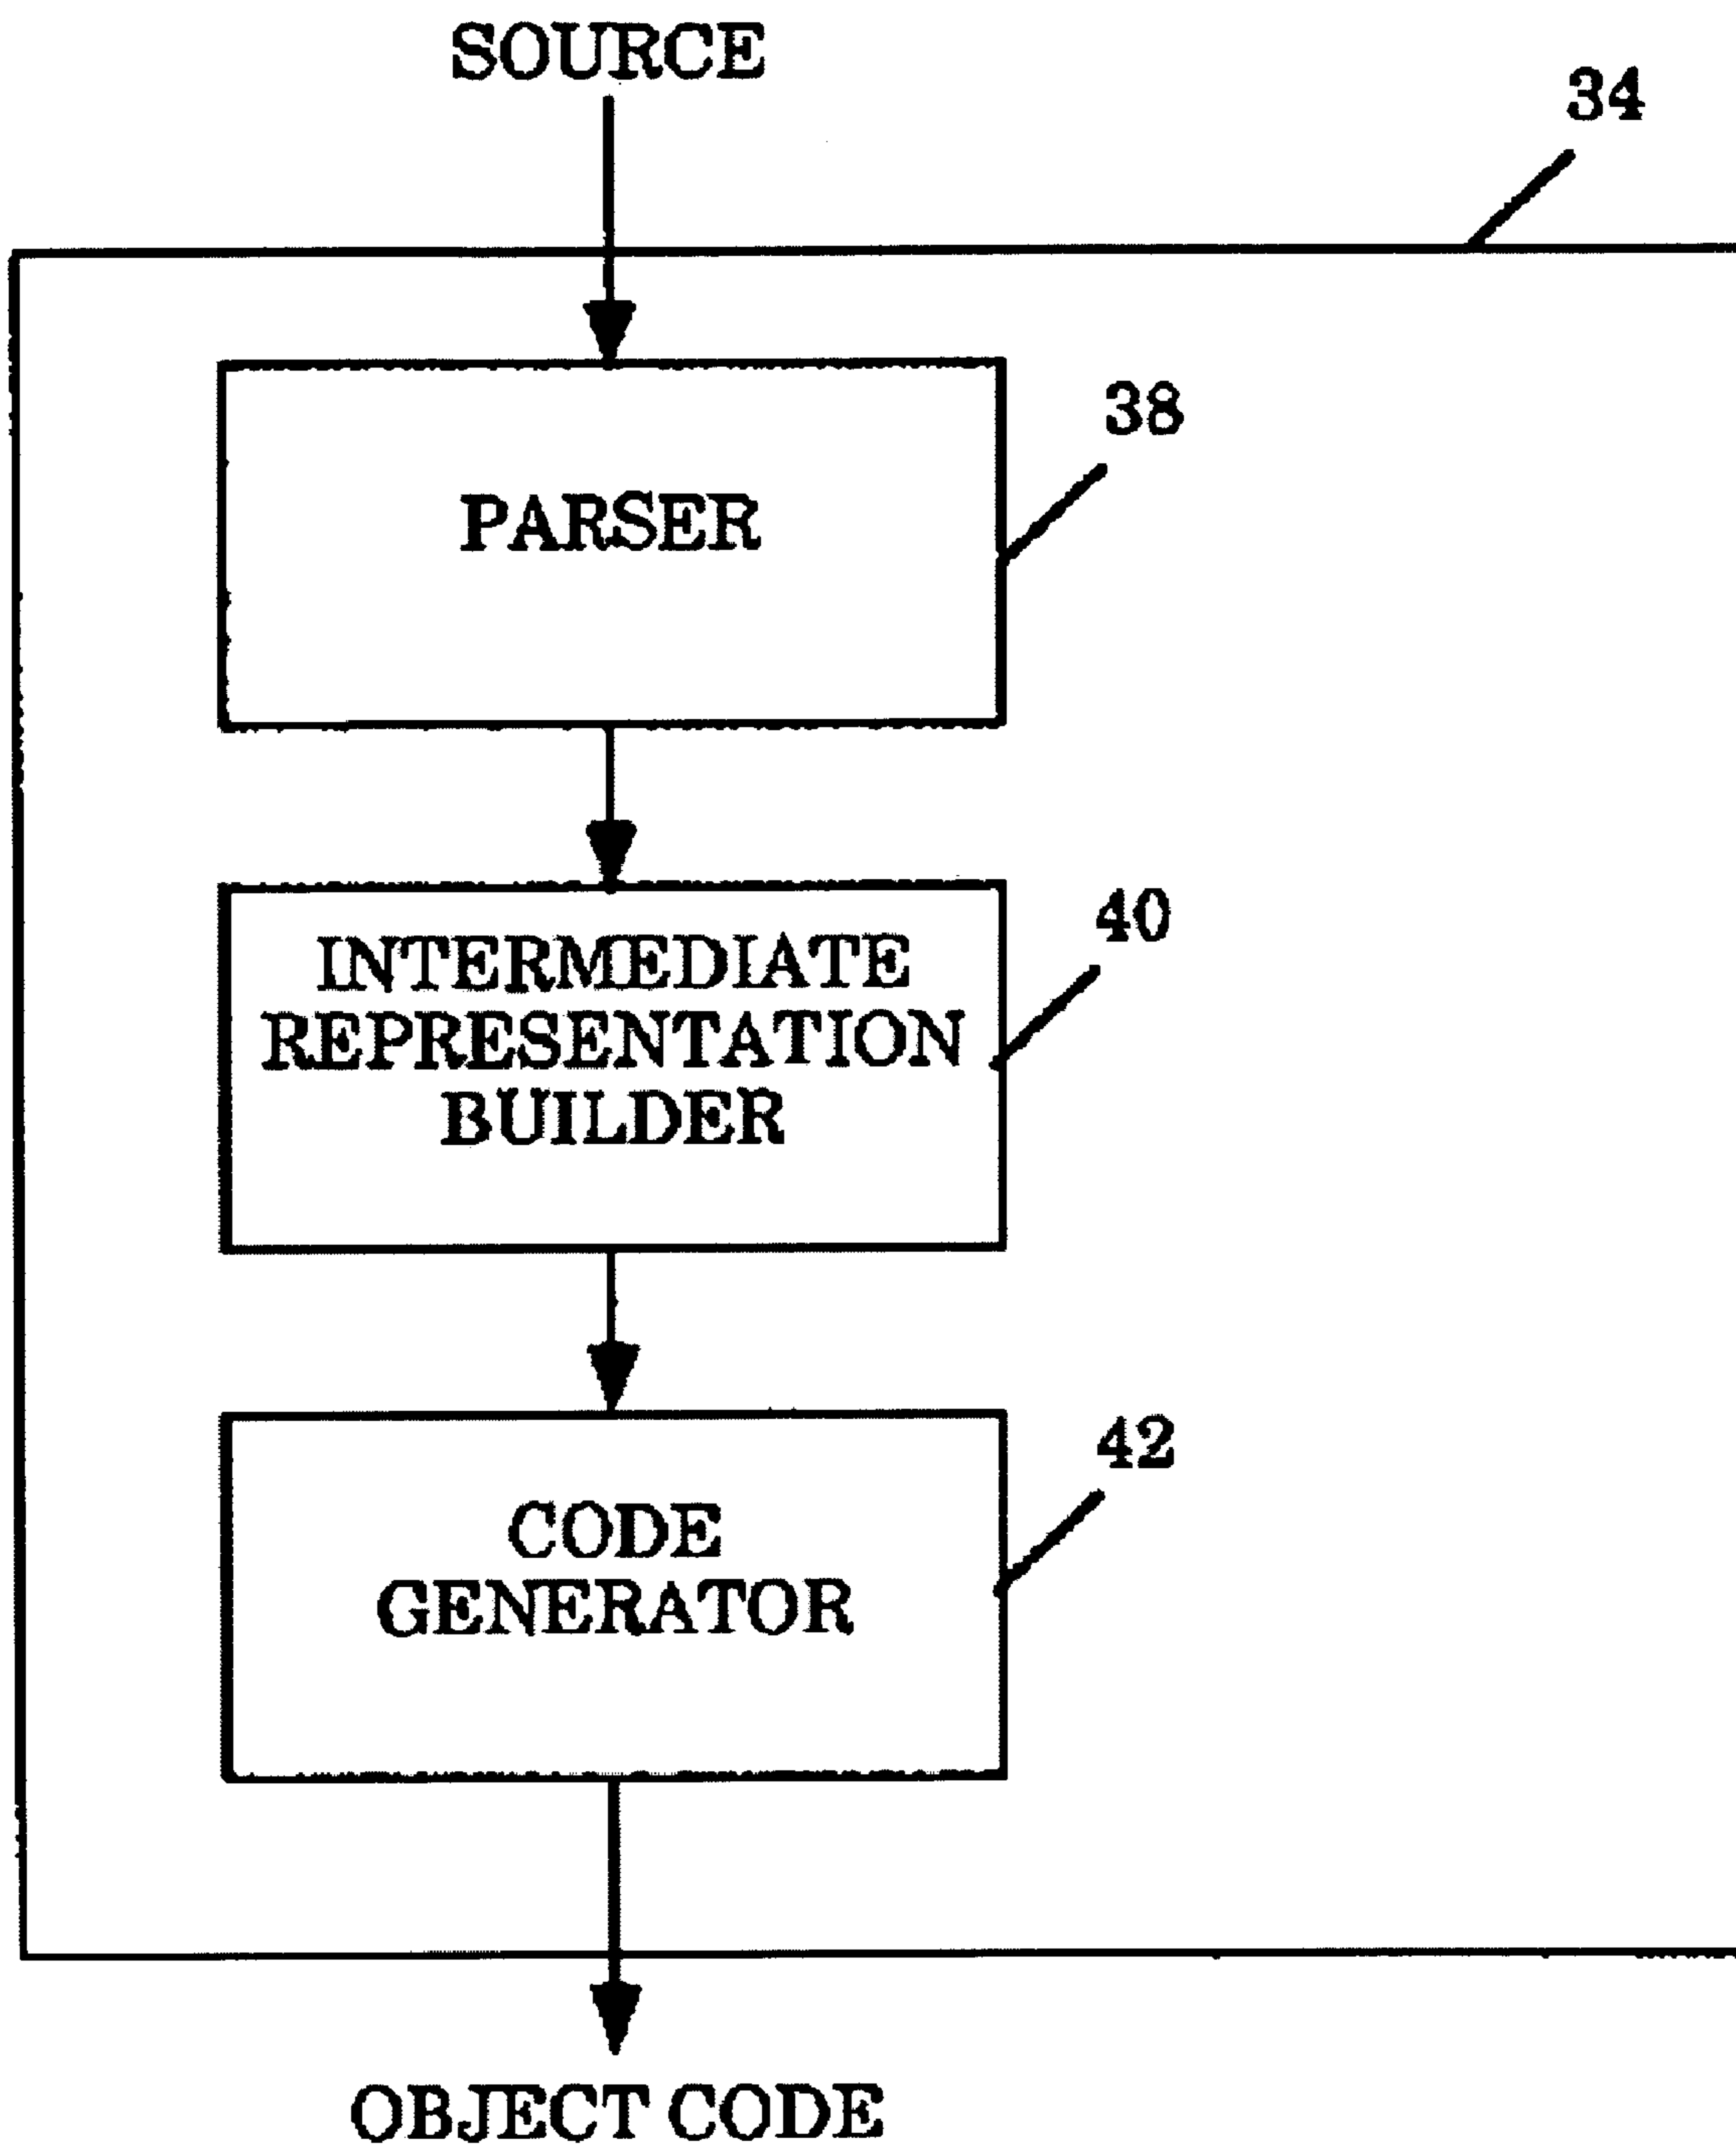 SOURCE
34
38
PARSER
40
INTERMEDIATE
REPRESENTATION
BUILDER
42
CODE
GENERATOR
OBJECT CODE